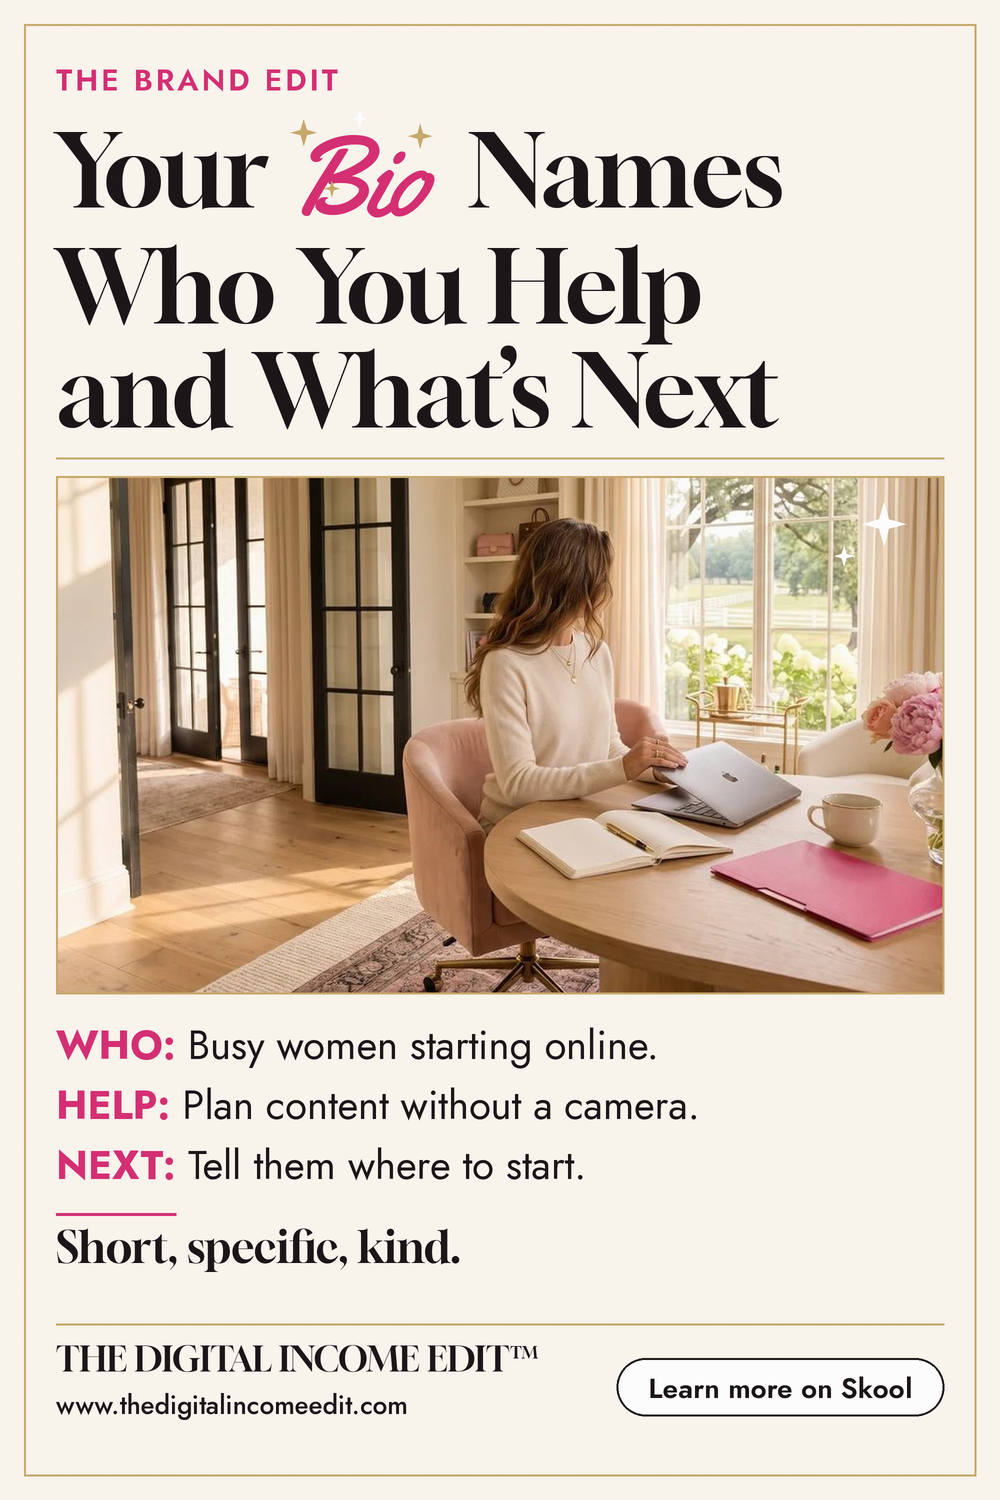 THE BRAND EDIT
Your Bio Names
Who You Help
and What's Next
WHO: Busy women starting online.
HELP: Plan content without a camera.
NEXT: Tell them where to start.
Short, specific, kind.
THE DIGITAL INCOME EDIT™
www.thedigitalincomeedit.com
Learn more on Skool